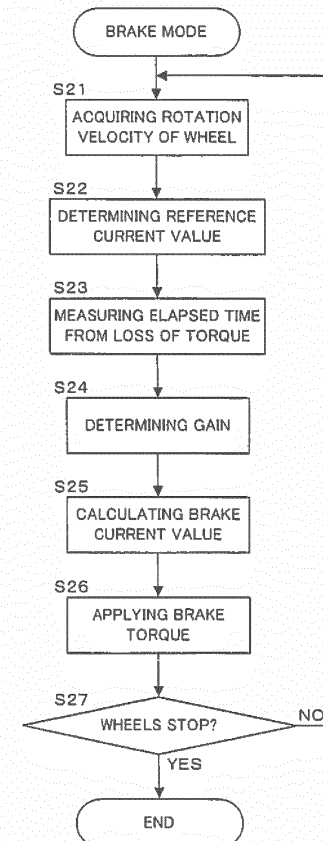 BRAKE MODE
S21
ACQUIRING ROTATION
VELOCITY OF WHEEL
S22
DETERMINING REFERENCE
CURRENT VALUE
S23
MEASURING ELAPSED TIME
FROM LOSS OF TORQUE
S24
DETERMINING GAIN
S25
CALCULATING BRAKE
CURRENT VALUE
S26
APPLYING BRAKE
TORQUE
S27
WHEELS STOP?
NO
YES
END